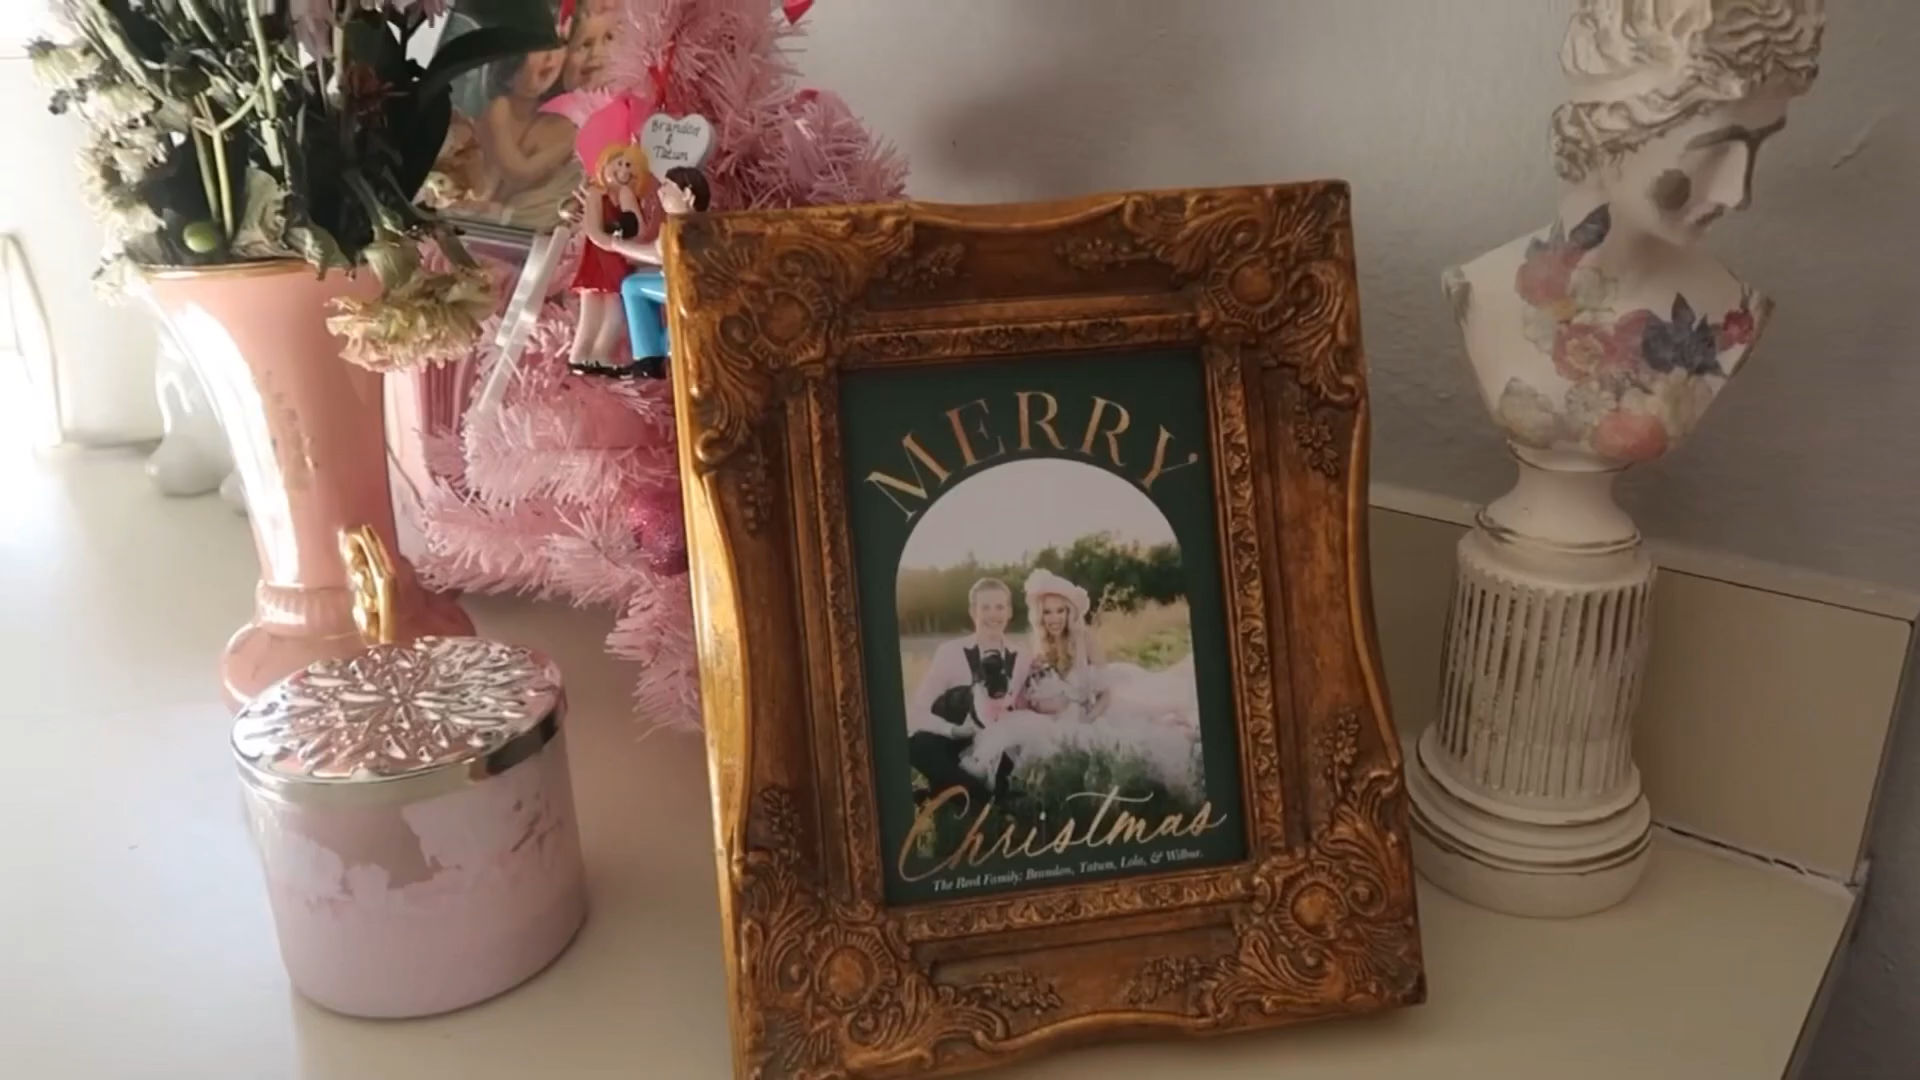 Brandon
&
Tatum
MERRY
Christmas
The Reed Family: Brandon, Tatum, Lola, & Wilbur.